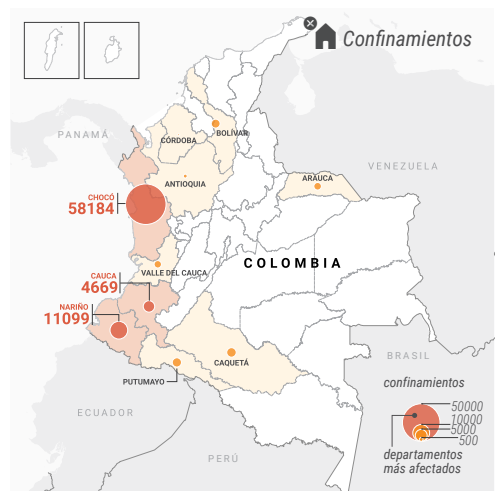 Confinamientos
PANAMÁ
CÓRDOBA
BOLÍVAR
VENEZUELA
ANTIOQUIA
ARAUCA
CHOCÓ
58184
COLOMBIA
VALLE DEL CAUCA
CAUCA
4669
NARIÑO
11099
BRASIL
CAQUETÁ
PUTUMAYO
ECUADOR
PERÚ
confinamientos
50000
10000
5000
500
departamentos
más afectados